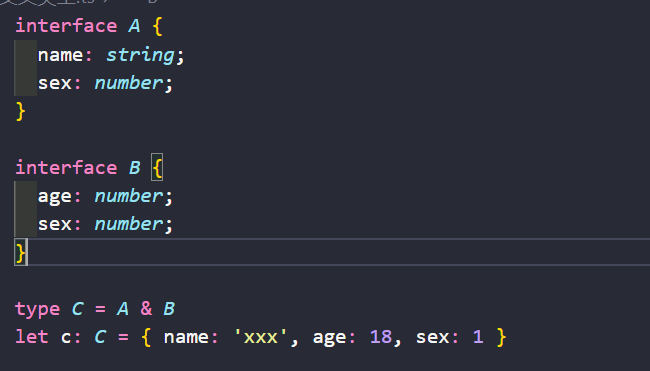 interface A {
  name: string;
  sex: number;
}

interface B {
  age: number;
  sex: number;
}

type C = A & B
let c: C = { name: 'xxx', age: 18, sex: 1 }